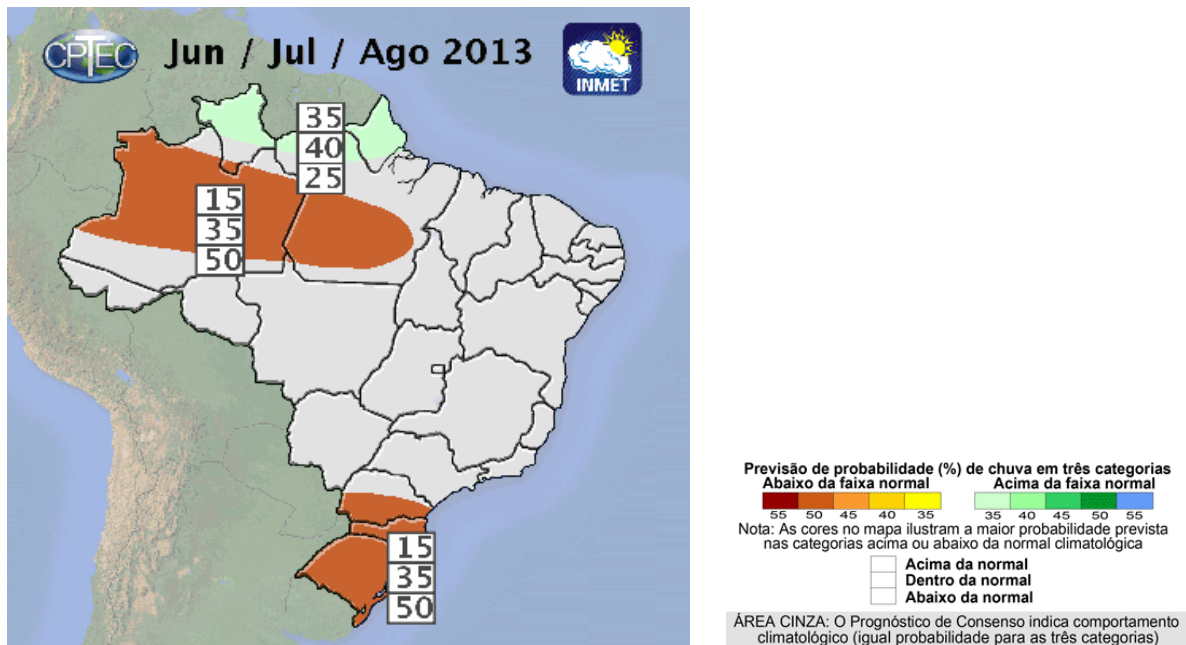 CPTEC
Jun / Jul / Ago 2013
INMET
35
40
25
15
35
50
15
35
50
Previsão de probabilidade (%) de chuva em três categorias
Abaixo da faixa normal Acima da faixa normal
55 50 45 40 35 35 40 45 50 55
Nota: As cores no mapa ilustram a maior probabilidade prevista
nas categorias acima ou abaixo da normal climatológica
Acima da normal
Dentro da normal
Abaixo da normal
ÁREA CINZA: O Prognóstico de Consenso indica comportamento
climatológico (igual probabilidade para as três categorias)